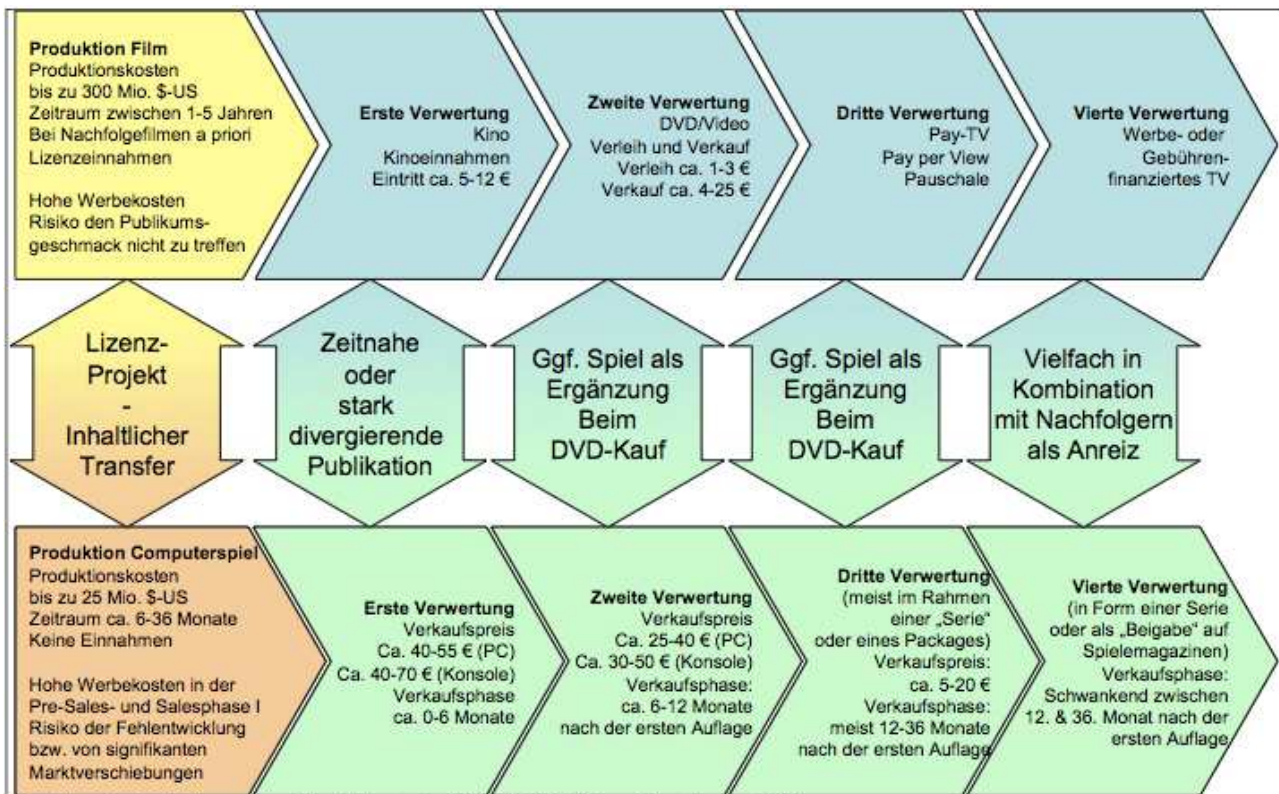 Produktion Film
Produktionskosten
bis zu 300 Mio. $-US
Zeitraum zwischen 1-5 Jahren
Bei Nachfolgefilmen a priori
Lizenzeinnahmen
Hohe Werbekosten
Risiko den Publikums-
geschmack nicht zu treffen
Erste Verwertung
Kino
Kinoeinnahmen
Eintritt ca. 5-12 €
Zweite Verwertung
DVD/Video
Verleih und Verkauf
Verleih ca. 1-3 €
Verkauf ca. 4-25 €
Dritte Verwertung
Pay-TV
Pay per View
Pauschale
Vierte Verwertung
Werbe- oder
Gebühren-
finanziertes TV
Lizenz-
Projekt
-
Inhaltlicher
Transfer
Zeitnahe
oder
stark
divergierende
Publikation
Ggf. Spiel als
Ergänzung
Beim
DVD-Kauf
Ggf. Spiel als
Ergänzung
Beim
DVD-Kauf
Vielfach in
Kombination
mit Nachfolgern
als Anreiz
Produktion Computerspiel
Produktionskosten
bis zu 25 Mio. $-US
Zeitraum ca. 6-36 Monate
Keine Einnahmen
Hohe Werbekosten in der
Pre-Sales- und Salesphase I
Risiko der Fehlentwicklung
bzw. von signifikanten
Marktverschiebungen
Erste Verwertung
Verkaufspreis
Ca. 40-55 € (PC)
Ca. 40-70 € (Konsole)
Verkaufsphase
ca. 0-6 Monate
Zweite Verwertung
Verkaufspreis
Ca. 25-40 € (PC)
Ca. 30-50 € (Konsole)
Verkaufsphase:
ca. 6-12 Monate
nach der ersten Auflage
Dritte Verwertung
(meist im Rahmen
einer „Serie“
oder eines Packages)
Verkaufspreis:
ca. 5-20 €
Verkaufsphase:
meist 12-36 Monate
nach der ersten Auflage
Vierte Verwertung
(in Form einer Serie
oder als „Beigabe“ auf
Spielemagazinen)
Verkaufsphase:
Schwankend zwischen
12. & 36. Monat nach der
ersten Auflage